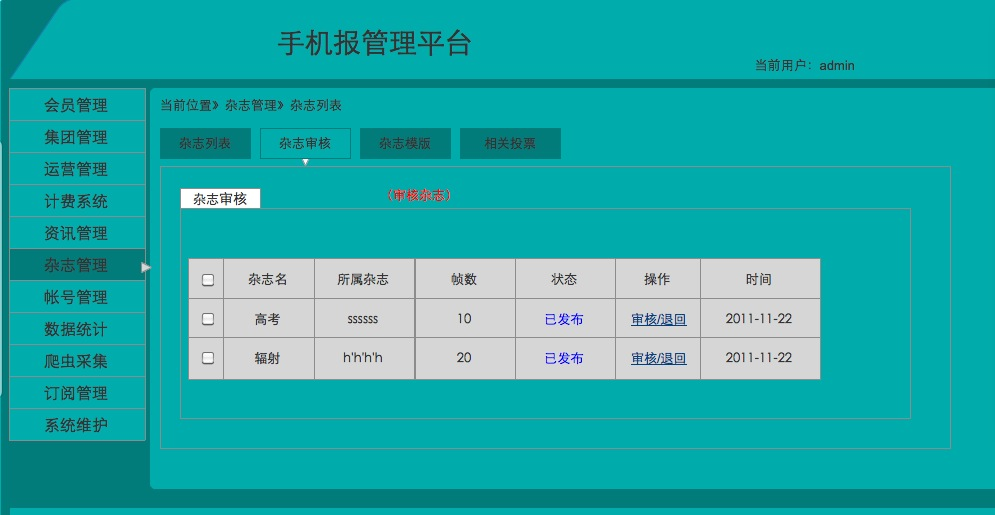 手机报管理平台
当前用户：admin
当前位置》杂志管理》杂志列表
会员管理
集团管理
运营管理
计费系统
资讯管理
杂志管理
帐号管理
数据统计
爬虫采集
订阅管理
系统维护
杂志列表 杂志审核 杂志模版 相关投票
杂志审核 （审核杂志）
杂志名 所属杂志 帧数 状态 操作 时间
高考 ssssss 10 已发布 审核/退回 2011-11-22
辐射 h'h'h'h 20 已发布 审核/退回 2011-11-22